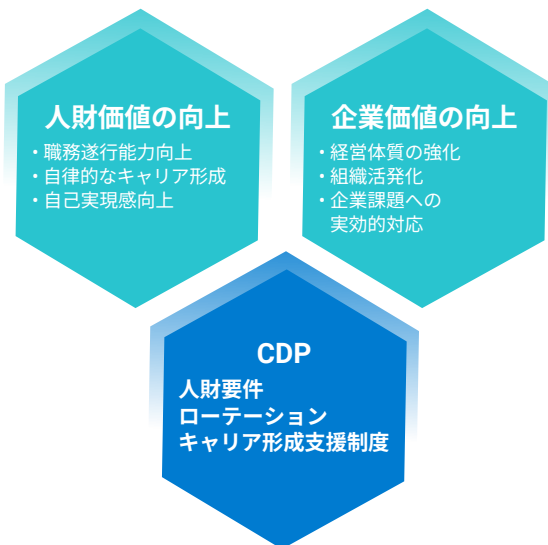 人財価値の向上
・職務遂行能力向上
・自律的なキャリア形成
・自己実現感向上
企業価値の向上
・経営体質の強化
・組織活発化
・企業課題への
実効的対応
CDP
人財要件
ローテーション
キャリア形成支援制度